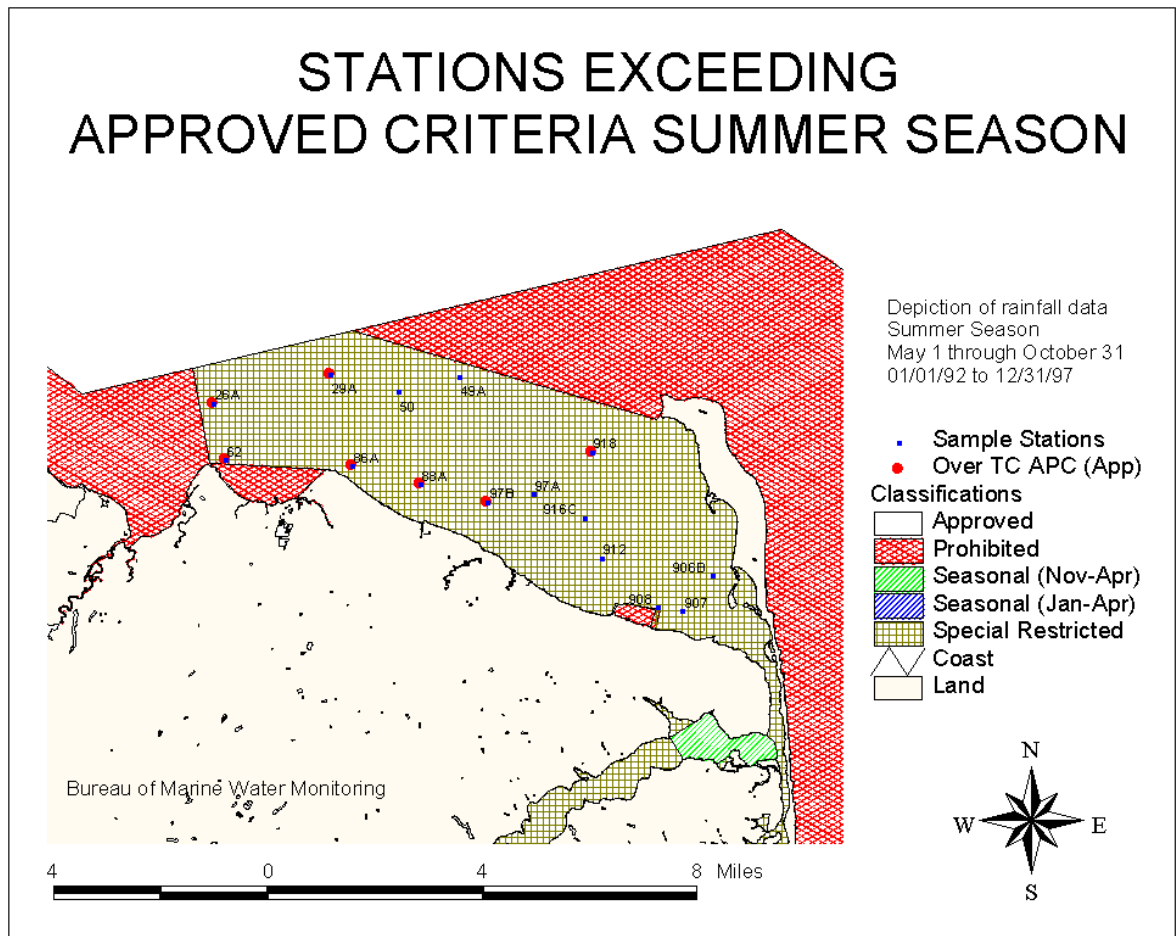 STATIONS EXCEEDING
APPROVED CRITERIA SUMMER SEASON
Depiction of rainfall data
Summer Season
May 1 through October 31
01/01/92 to 12/31/97
26A
29A
50
49A
62
86A
88A
97B
97A
918
916C
912
906B
908
907
Sample Stations
Over TC APC (App)
Classifications
Approved
Prohibited
Seasonal (Nov-Apr)
Seasonal (Jan-Apr)
Special Restricted
Coast
Land
Bureau of Marine Water Monitoring
4 0 4 8 Miles
N
W E
S